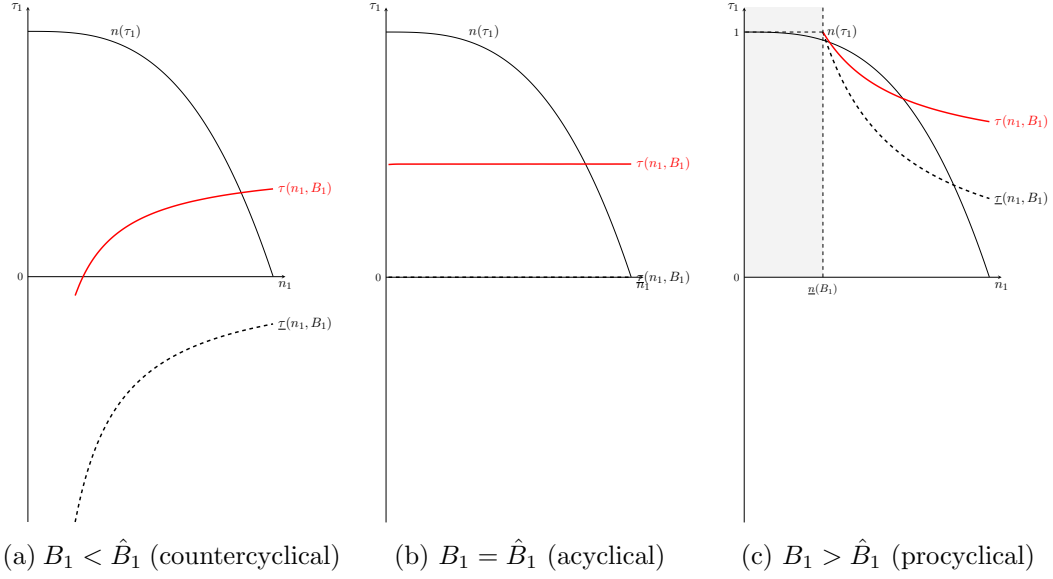 τ₁
n(τ₁)
τ(n₁, B₁)
0
n₁
τ̲(n₁, B₁)
(a) B₁ < B̂₁ (countercyclical)
τ₁
n(τ₁)
τ(n₁, B₁)
0
τ̲(n₁, B₁)
n₁
(b) B₁ = B̂₁ (acyclical)
τ₁
1
n(τ₁)
τ(n₁, B₁)
τ̲(n₁, B₁)
0
n̲(B₁)
n₁
(c) B₁ > B̂₁ (procyclical)